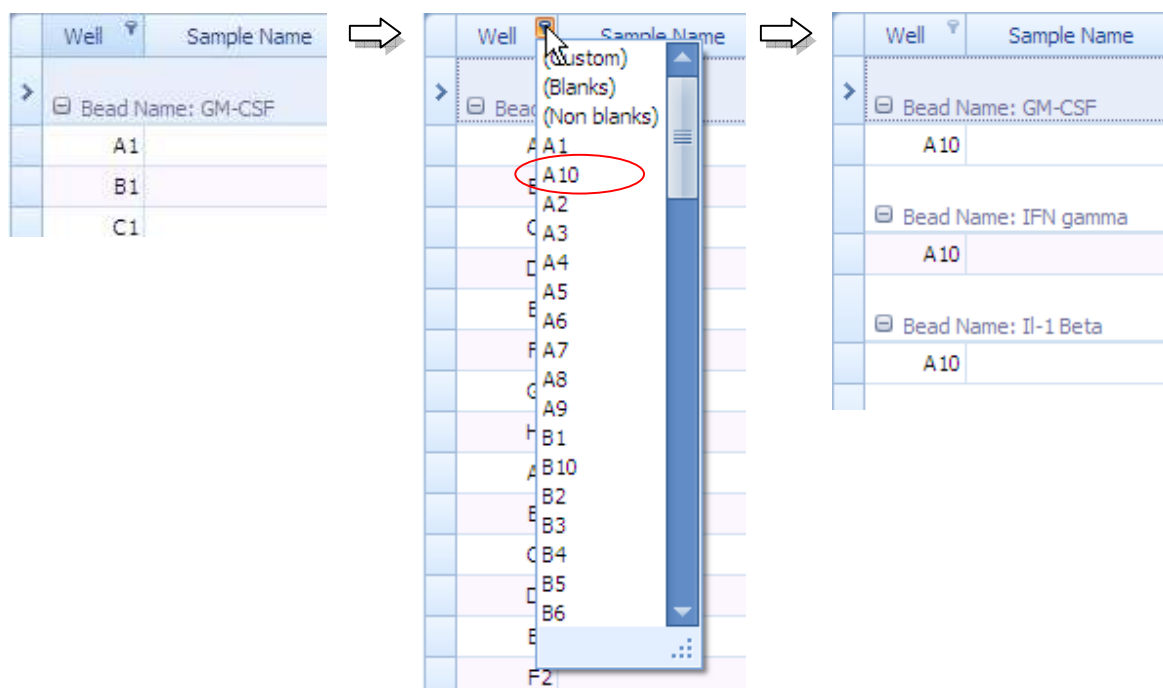 Well Sample Name
Bead Name: GM-CSF
A1
B1
C1
Well Sample Name
(Custom)
(Blanks)
(Non blanks)
A1
A10
A2
A3
A4
A5
A6
A7
A8
A9
B1
B10
B2
B3
B4
B5
B6
F2
Well Sample Name
Bead Name: GM-CSF
A10
Bead Name: IFN gamma
A10
Bead Name: Il-1 Beta
A10